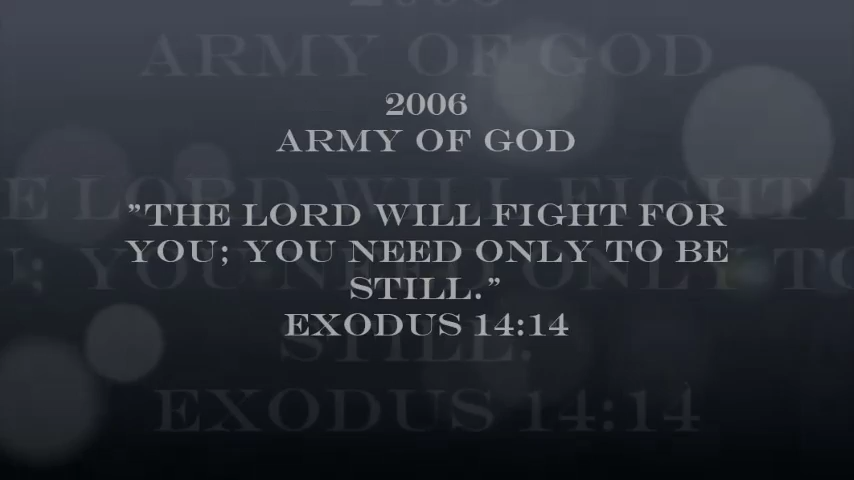 2006
ARMY OF GOD
"THE LORD WILL FIGHT FOR
YOU; YOU NEED ONLY TO BE
STILL."
EXODUS 14:14